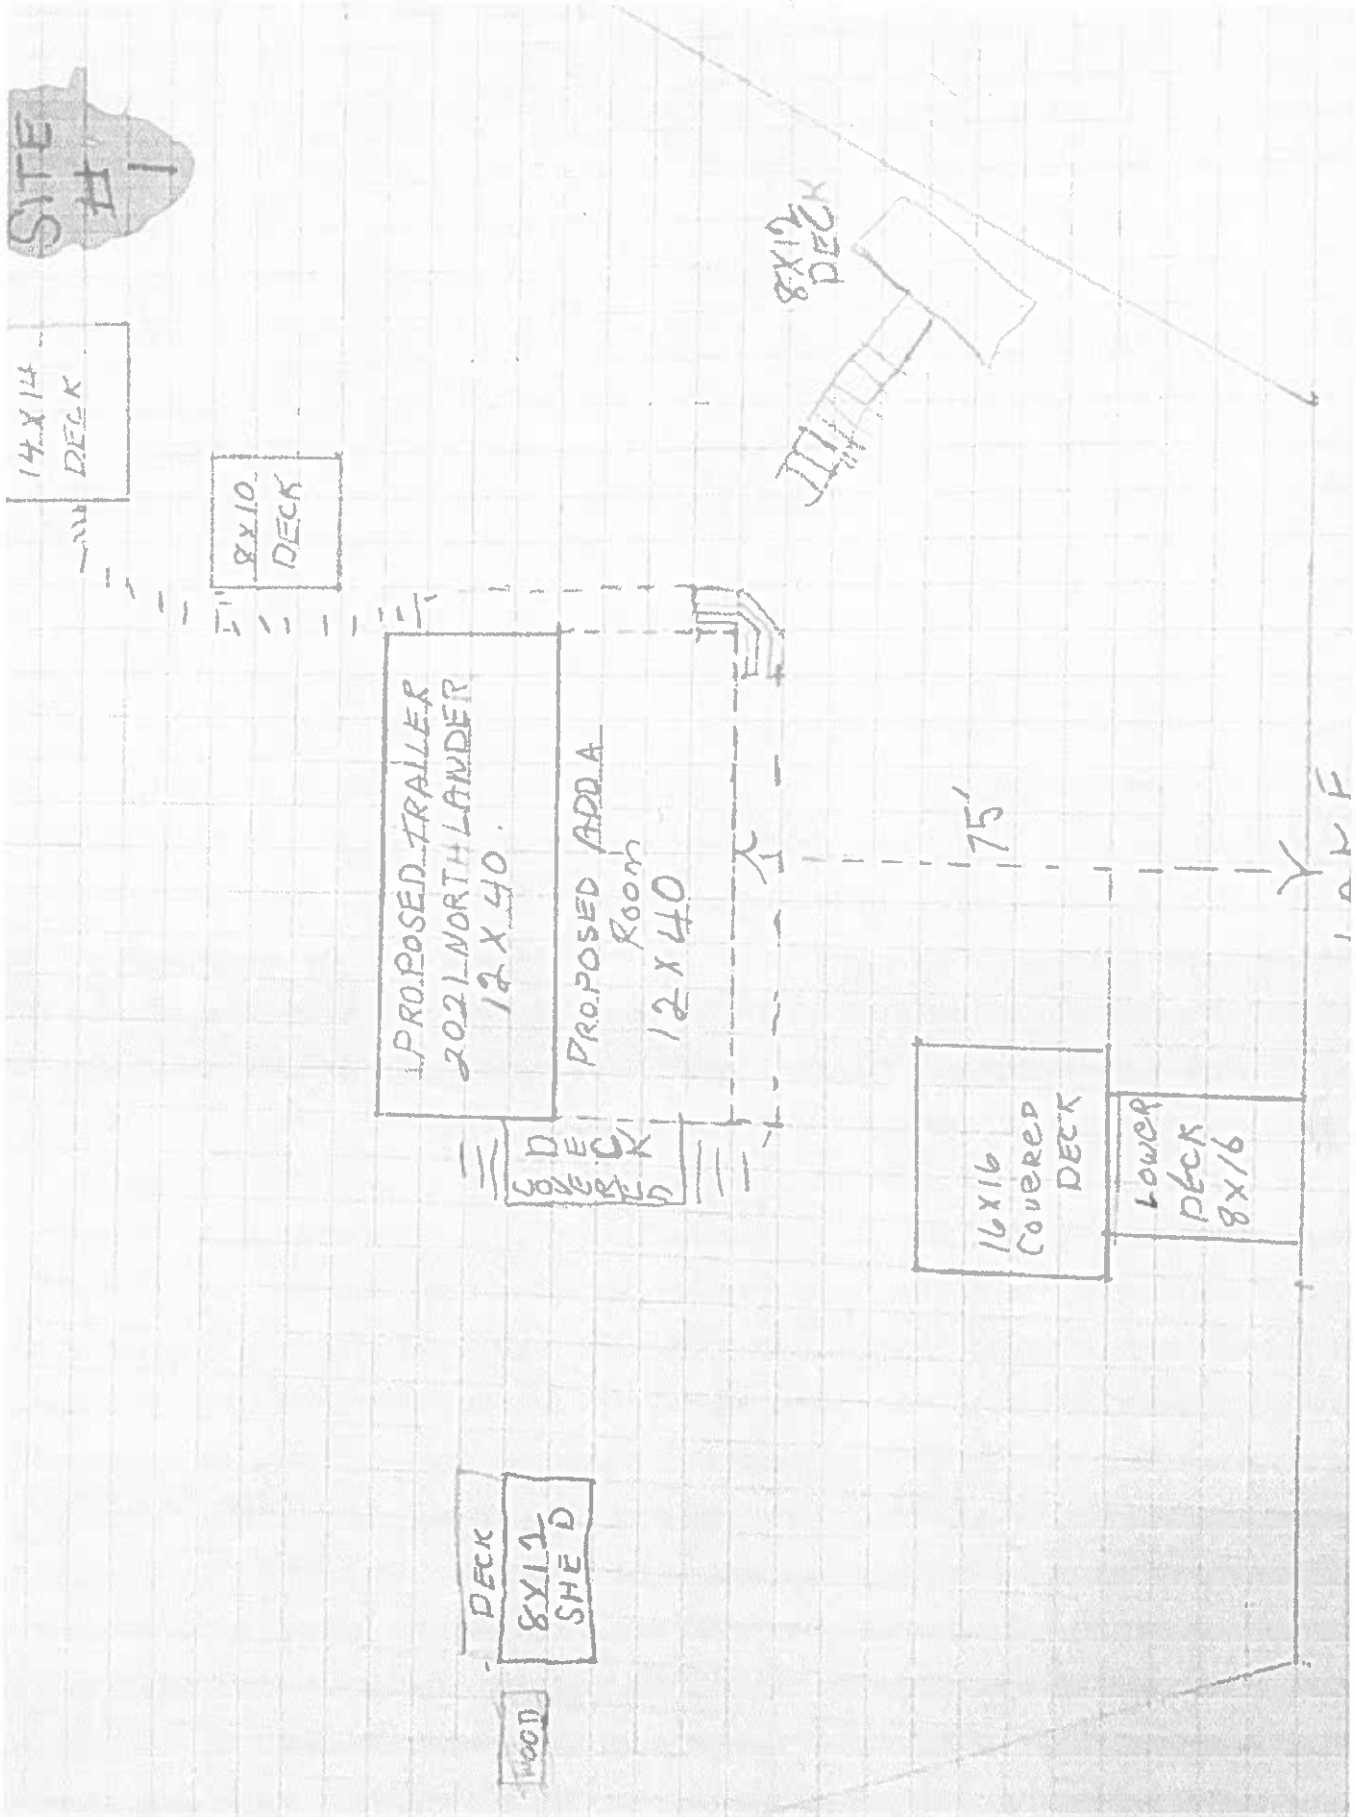 SITE
# 1
14 X 14
DECK
8 X 10
DECK
8X12
DECK
PROPOSED TRAILER
2021 NORTHLANDER
12 X 40.
PROPOSED ADD A
Room
12 X 40
DECK
COVERED
75'
16X16
COVERED
DECK
LOWER
DECK
8X16
LAKE
DECK
8X12
SHED
WOOD